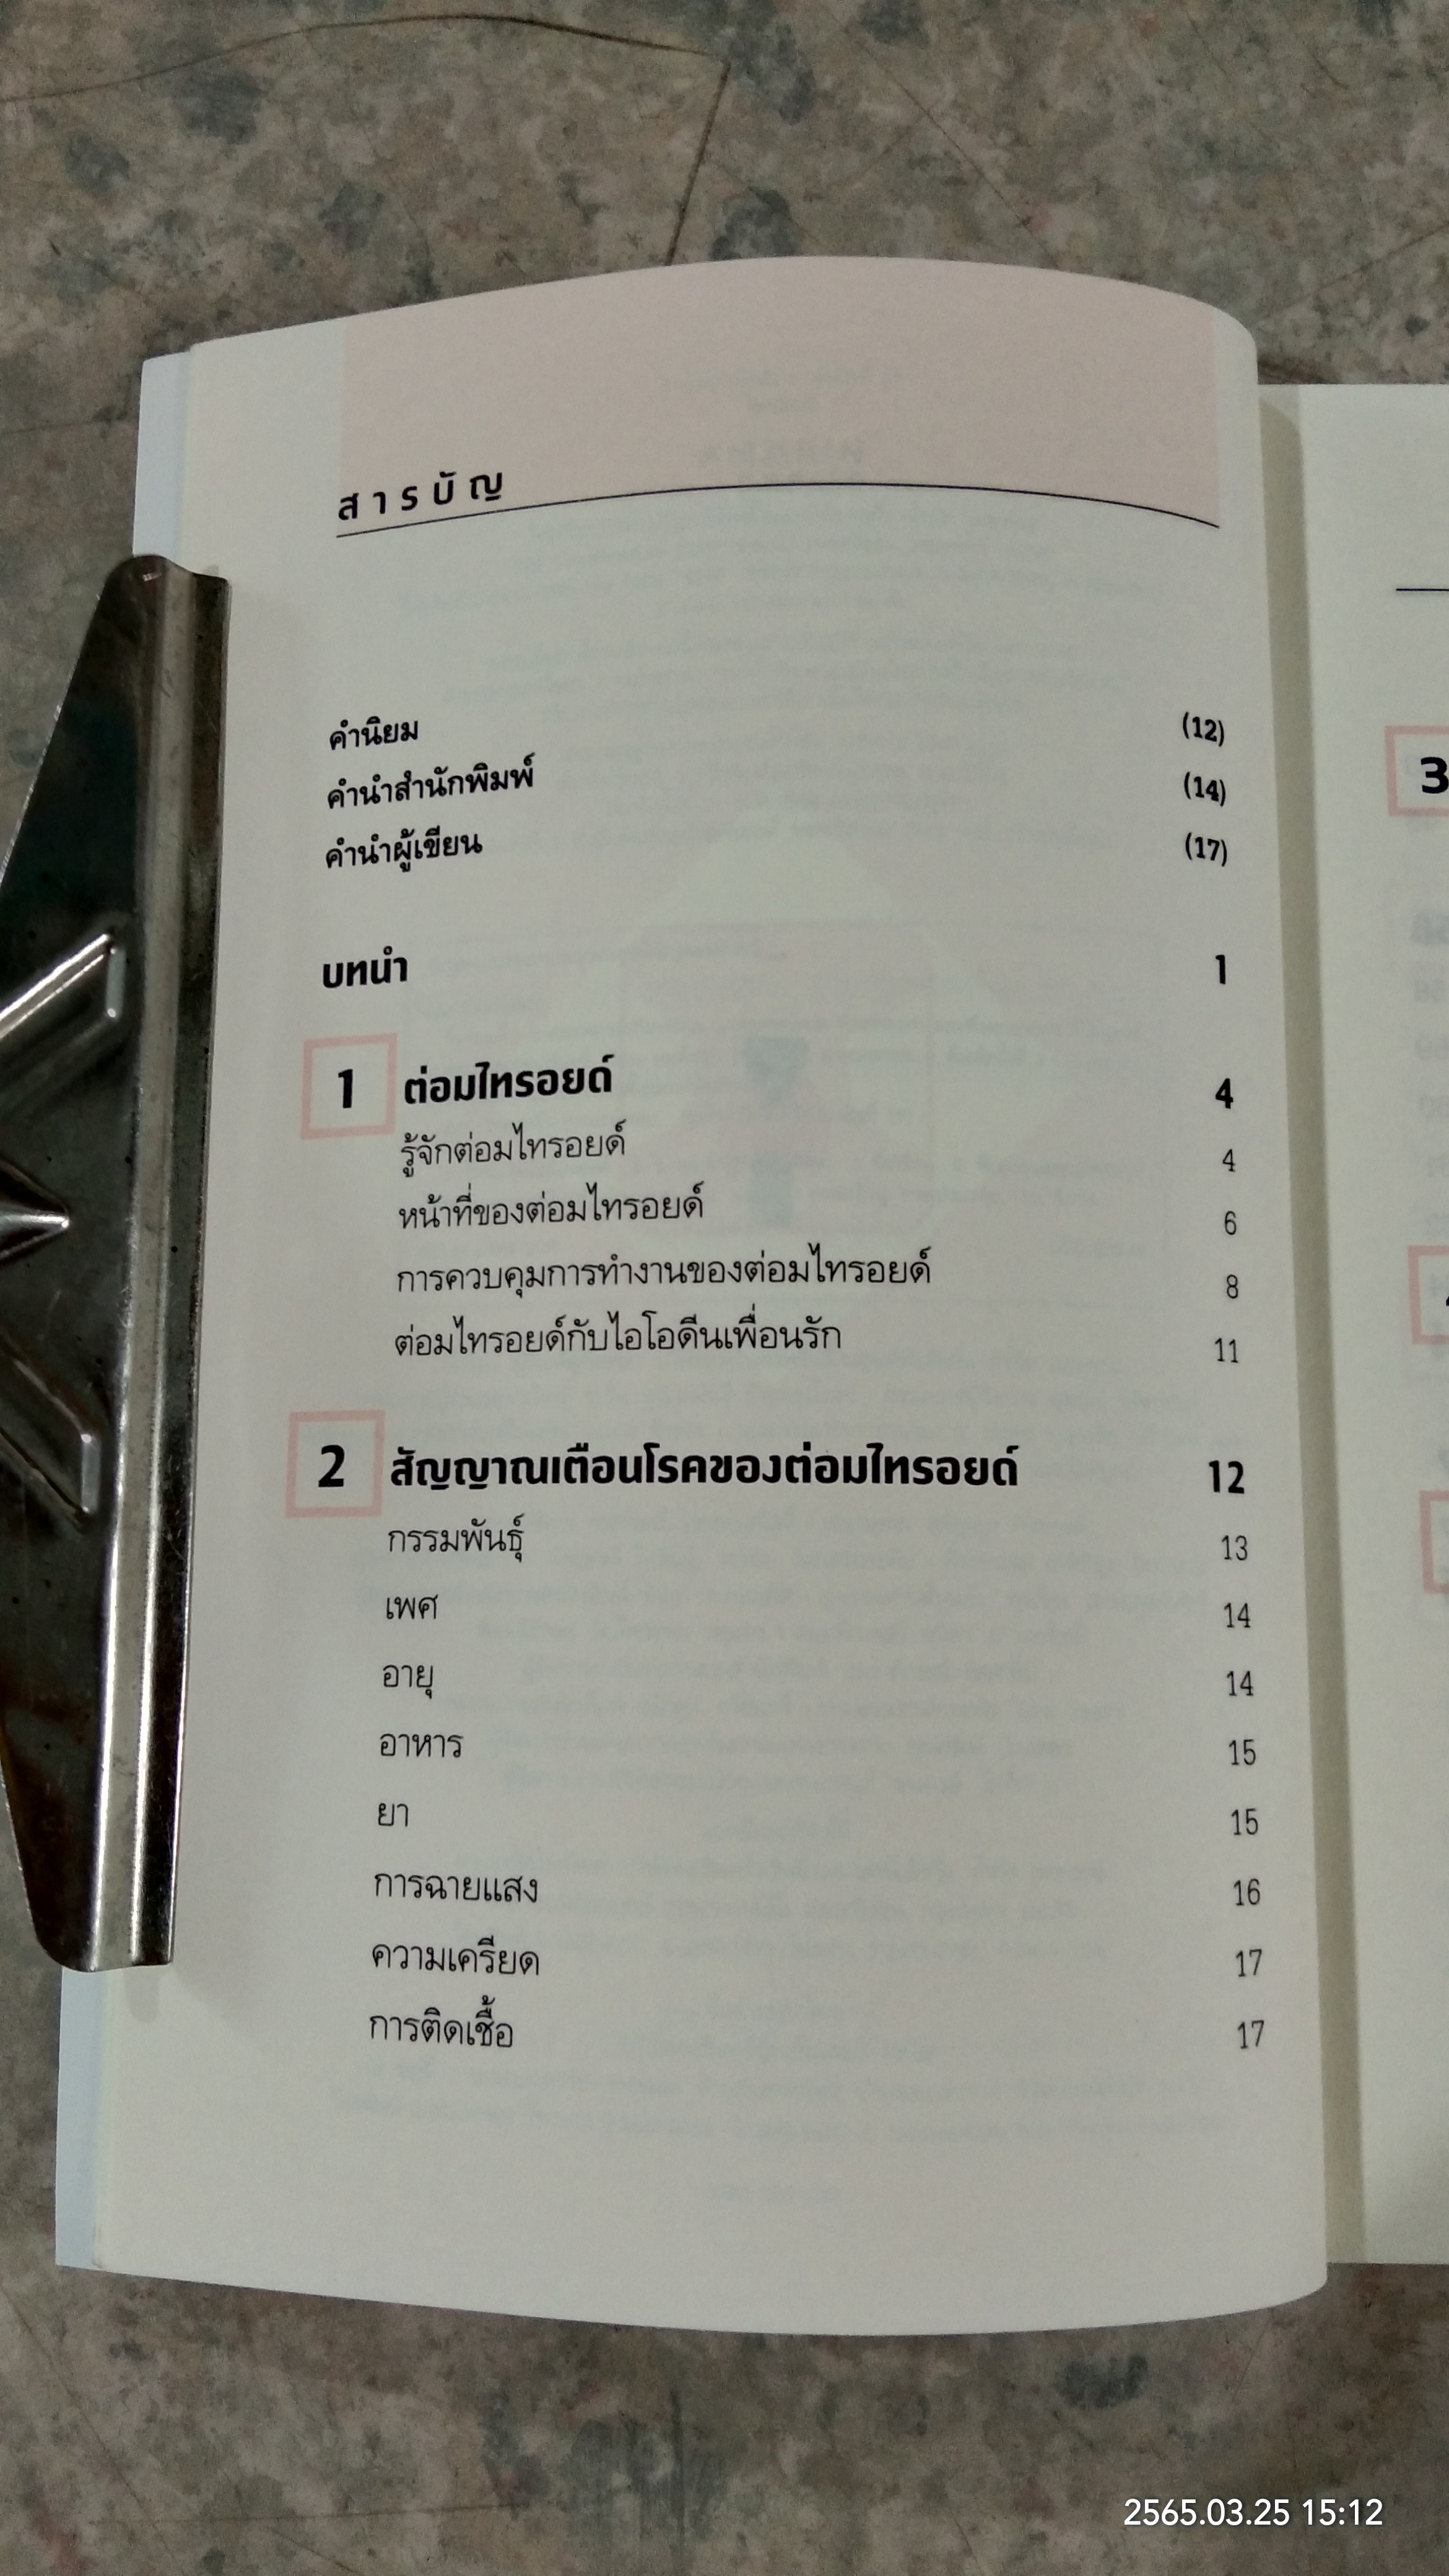 สารบัญ
คำนิยม (12)
คำนำสำนักพิมพ์ (14)
คำนำผู้เขียน (17)
บทนำ 1
1 ต่อมไทรอยด์ 4
รู้จักต่อมไทรอยด์ 4
หน้าที่ของต่อมไทรอยด์ 6
การควบคุมการทำงานของต่อมไทรอยด์ 8
ต่อมไทรอยด์กับไอโอดีนเพื่อนรัก 11
2 สัญญาณเตือนโรคของต่อมไทรอยด์ 12
กรรมพันธุ์ 13
เพศ 14
อายุ 14
อาหาร 15
ยา 15
การฉายแสง 16
ความเครียด 17
การติดเชื้อ 17
3
2565.03.25 15:12